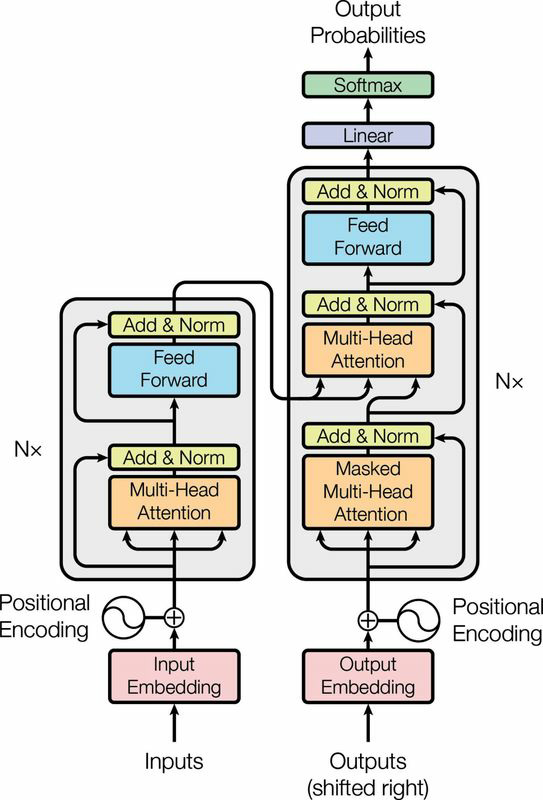 Output
Probabilities
Softmax
Linear
Add & Norm
Feed
Forward
Add & Norm
Multi-Head
Attention
Add & Norm
Masked
Multi-Head
Attention
Nx
Add & Norm
Feed
Forward
Add & Norm
Multi-Head
Attention
Nx
Positional
Encoding
Positional
Encoding
Input
Embedding
Output
Embedding
Inputs
Outputs
(shifted right)